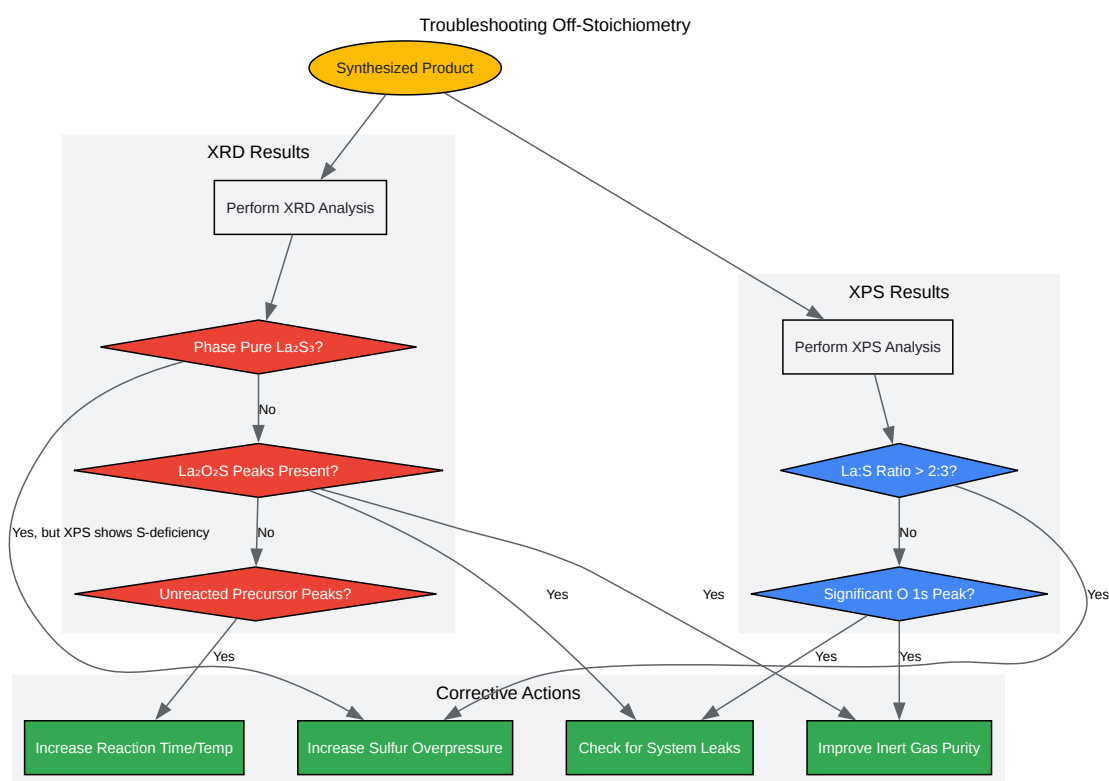 Troubleshooting Off-Stoichiometry
Synthesized Product
XRD Results
Perform XRD Analysis
XPS Results
Perform XPS Analysis
Phase Pure La₂S₃?
No
La₂O₂S Peaks Present?
La:S Ratio > 2:3?
Yes, but XPS shows S-deficiency
No
No
Unreacted Precursor Peaks?
Yes
Yes
Significant O 1s Peak?
Yes
Yes
Yes
Yes
Corrective Actions
Increase Reaction Time/Temp
Increase Sulfur Overpressure
Check for System Leaks
Improve Inert Gas Purity